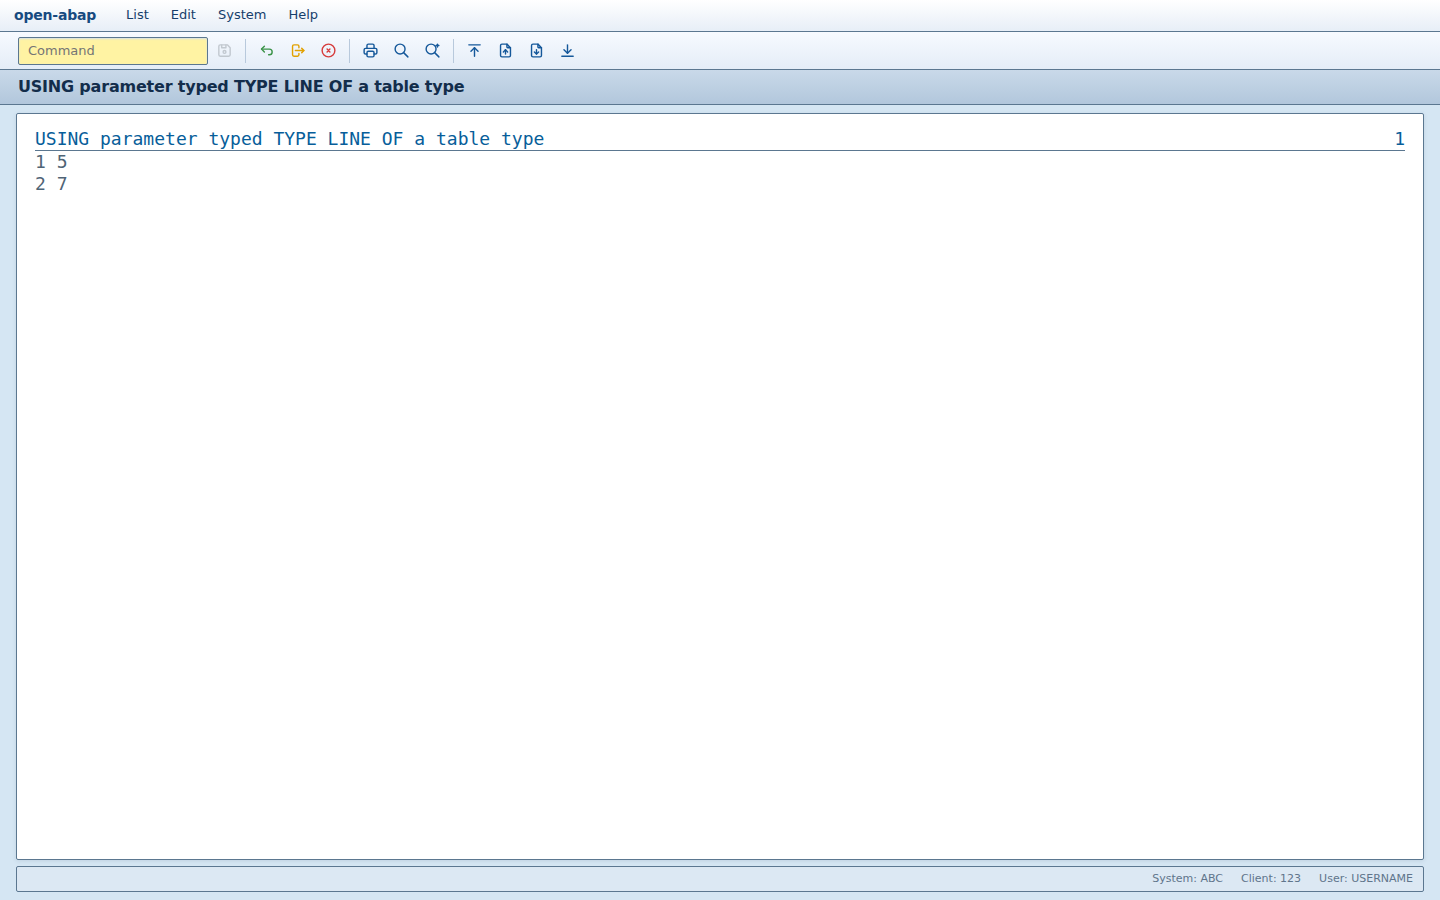 open-abap List Edit System Help
Command
USING parameter typed TYPE LINE OF a table type
USING parameter typed TYPE LINE OF a table type 1
1 5
2 7
System: ABC Client: 123 User: USERNAME